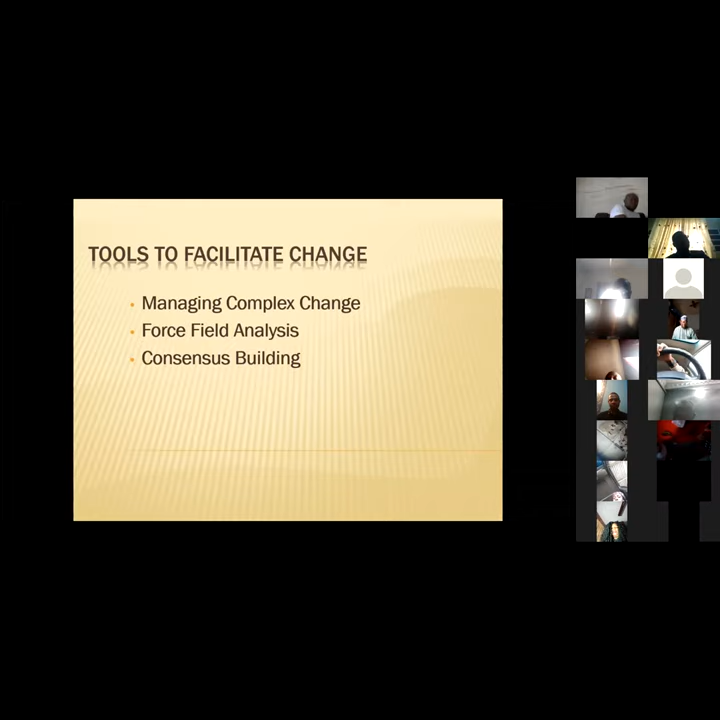 TOOLS TO FACILITATE CHANGE
Managing Complex Change
Force Field Analysis
Consensus Building